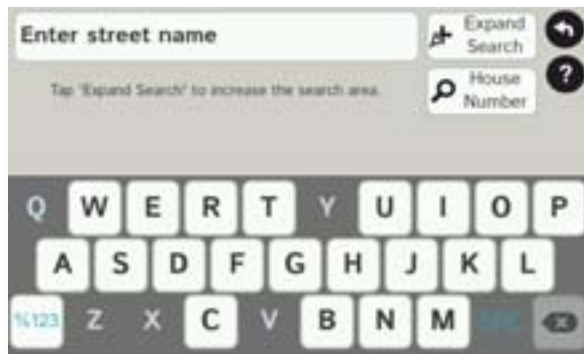 Enter street name
Expand
Search
Tap 'Expand Search' to increase the search area.
House
Number
?
Q W E R T Y U I O P
A S D F G H J K L
%123 Z X C V B N M